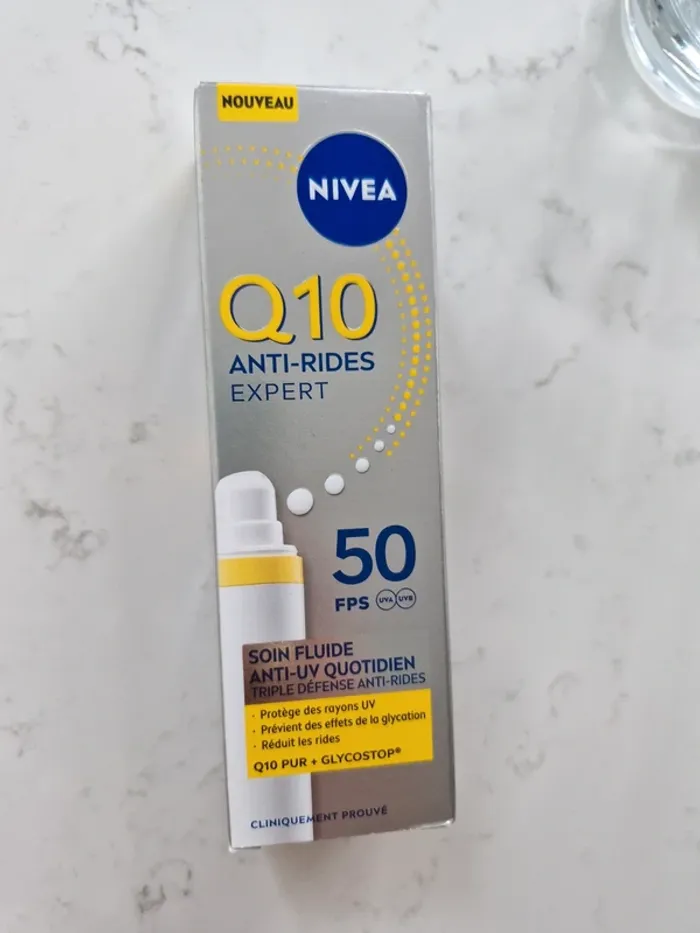 NOUVEAU
NIVEA
Q10
ANTI-RIDES
EXPERT
50
FPS UVA UVB
SOIN FLUIDE
ANTI-UV QUOTIDIEN
TRIPLE DÉFENSE ANTI-RIDES
· Protège des rayons UV
· Prévient des effets de la glycation
· Réduit les rides
Q10 PUR + GLYCOSTOP®
CLINIQUEMENT PROUVÉ